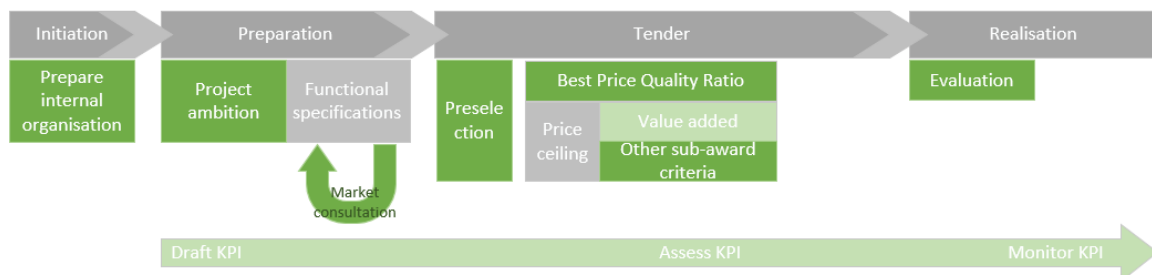 Initiation
Preparation
Tender
Realisation
Prepare
internal
organisation
Project
ambition
Functional
specifications
Market
consultation
Presele
ction
Best Price Quality Ratio
Price
ceiling
Value added
Other sub-award
criteria
Evaluation
Draft KPI
Assess KPI
Monitor KPI